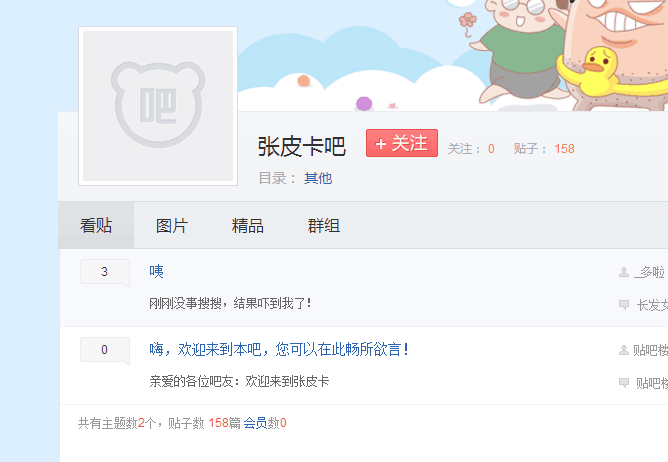 吧
张皮卡吧
+ 关注
关注： 0 贴子： 158
目录： 其他
看贴 图片 精品 群组
3 咦 _多啦
刚刚没事搜搜，结果吓到我了！ 长发女
0 嗨，欢迎来到本吧，您可以在此畅所欲言！ 贴吧楼
亲爱的各位吧友：欢迎来到张皮卡 贴吧楼
共有主题数2个，贴子数 158篇 会员数0